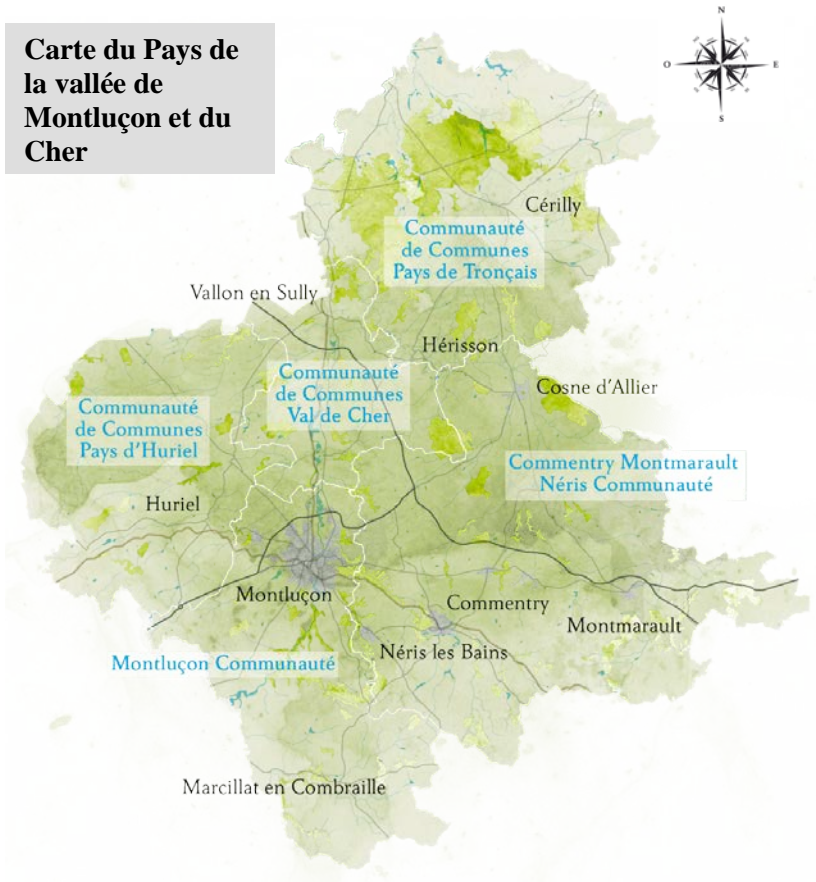 Carte du Pays de
la vallée de
Montluçon et du
Cher
N
O
E
S
Cérilly
Communauté
de Communes
Pays de Tronçais
Vallon en Sully
Hérisson
Communauté
de Communes
Val de Cher
Cosne d'Allier
Communauté
de Communes
Pays d'Huriel
Commentry Montmarault
Néris Communauté
Huriel
Montluçon
Commentry
Montmarault
Néris les Bains
Montluçon Communauté
Marcillat en Combraille